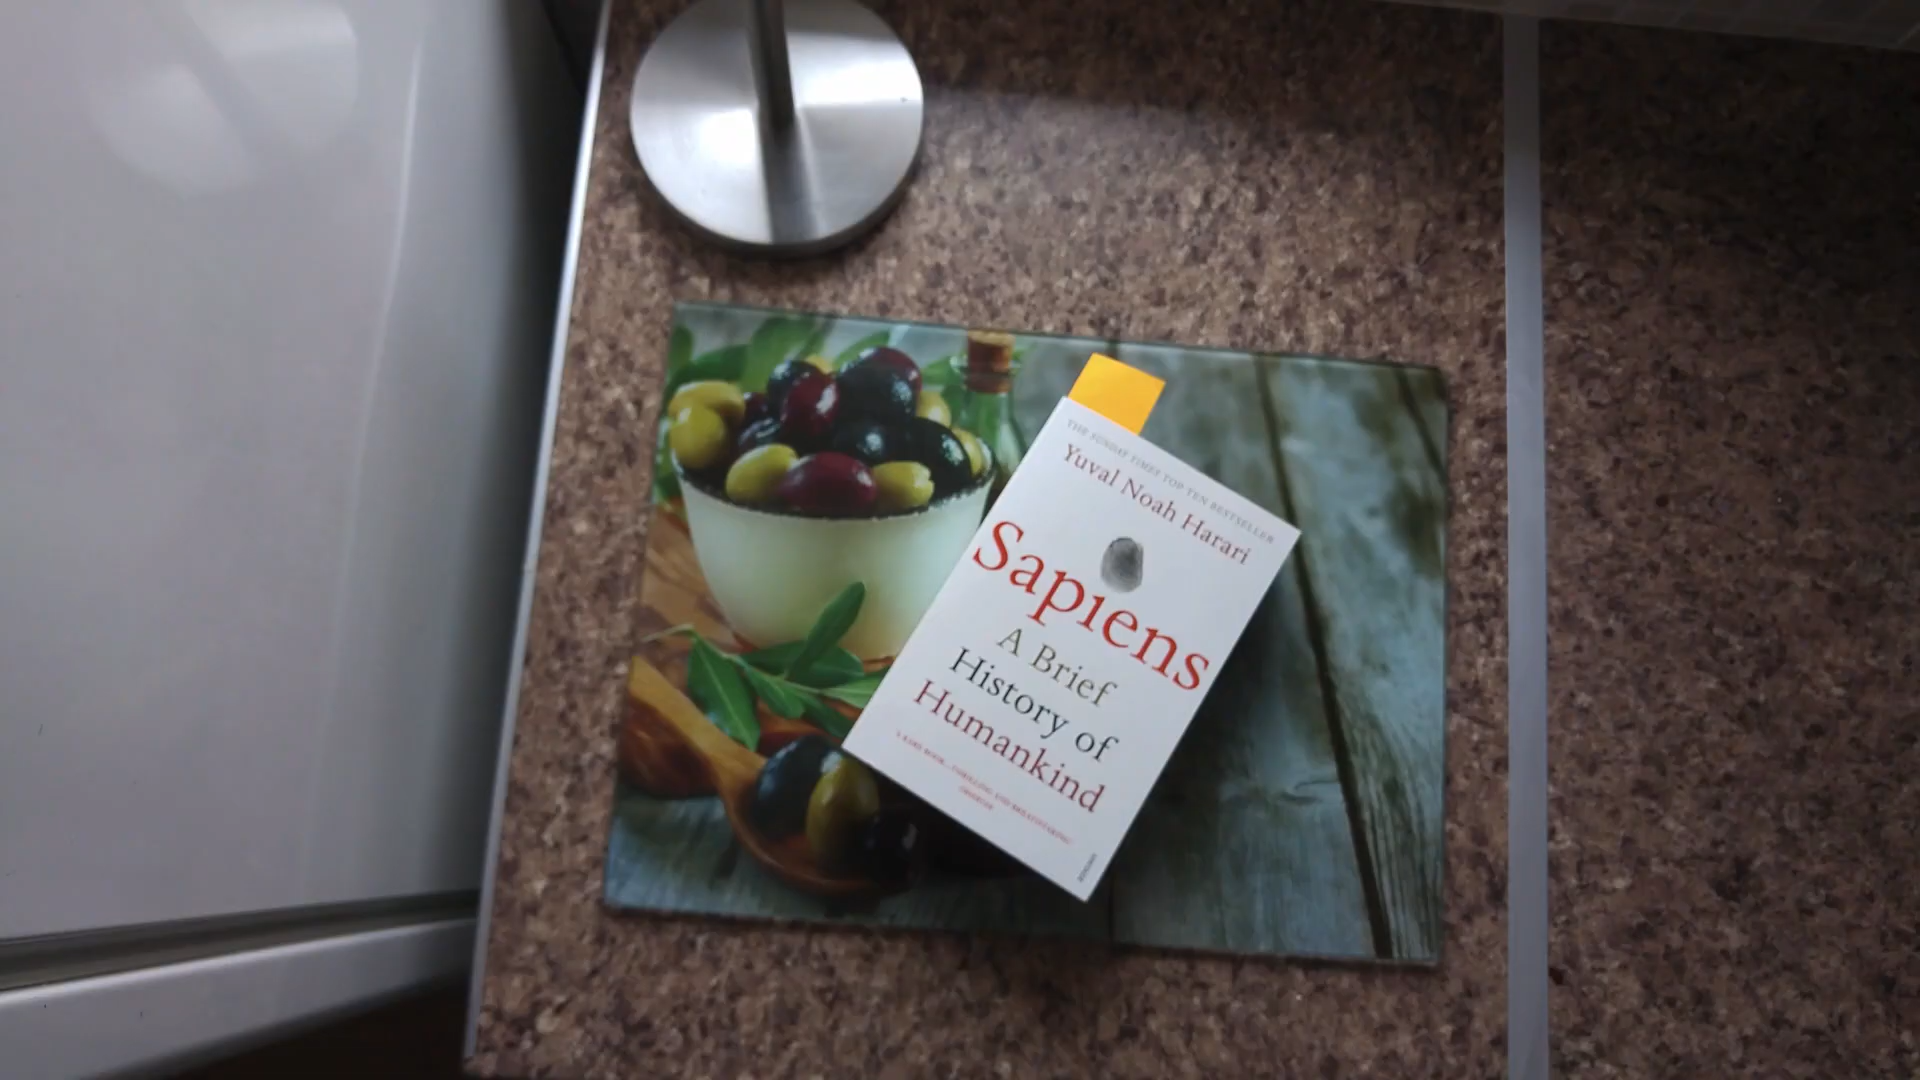 THE SUNDAY TIMES TOP TEN BESTSELLER
Yuval Noah Harari
Sapiens
A Brief
History of
Humankind